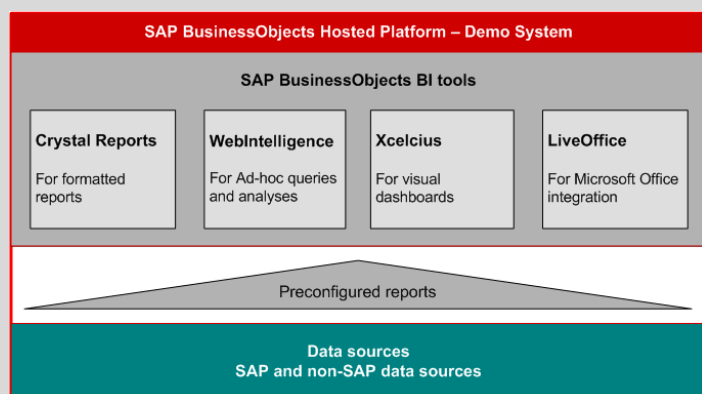 SAP BusinessObjects Hosted Platform – Demo System
SAP BusinessObjects BI tools
Crystal Reports
For formatted
reports
WebIntelligence
For Ad-hoc queries
and analyses
Xcelcius
For visual
dashboards
LiveOffice
For Microsoft Office
integration
Preconfigured reports
Data sources
SAP and non-SAP data sources